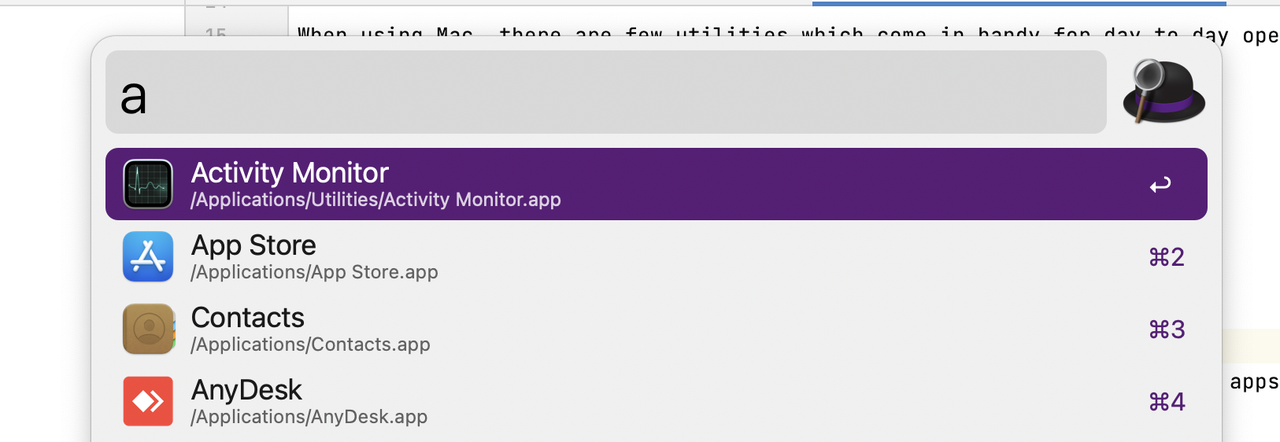 15 When using Mac, there are few utilities which come in handy for day to day ope
a
Activity Monitor
/Applications/Utilities/Activity Monitor.app
App Store
/Applications/App Store.app
⌘2
Contacts
/Applications/Contacts.app
⌘3
apps
AnyDesk
/Applications/AnyDesk.app
⌘4